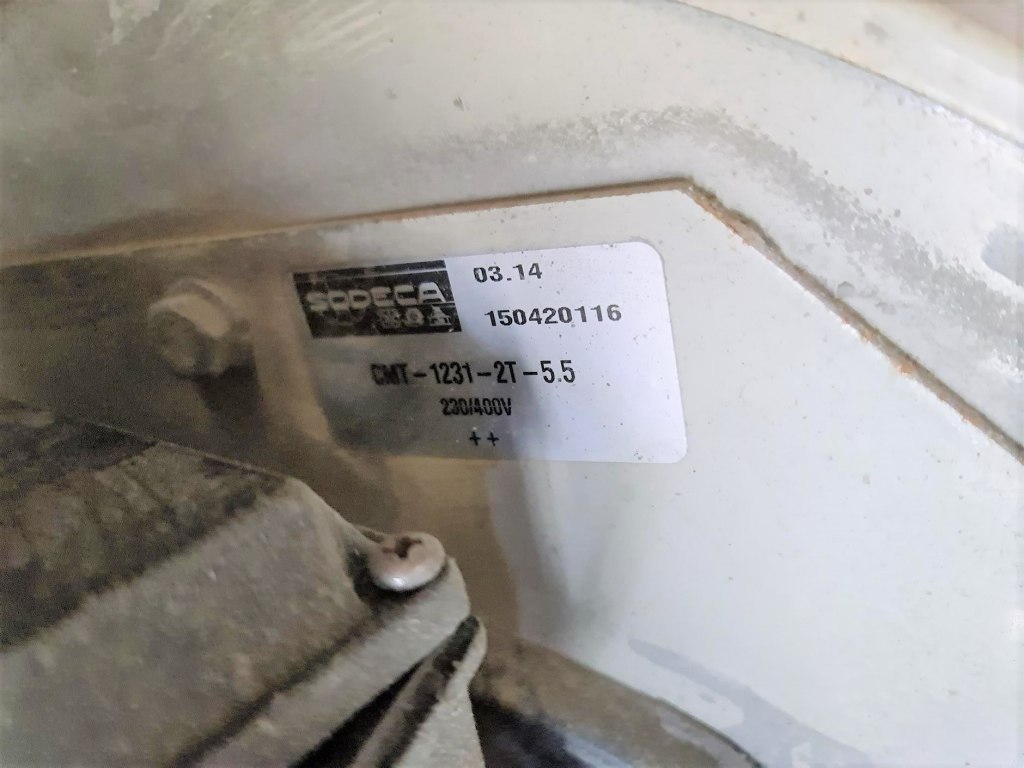 SODECA
03.14
150420116
CMT-1231-2T-5.5
230/400V
++